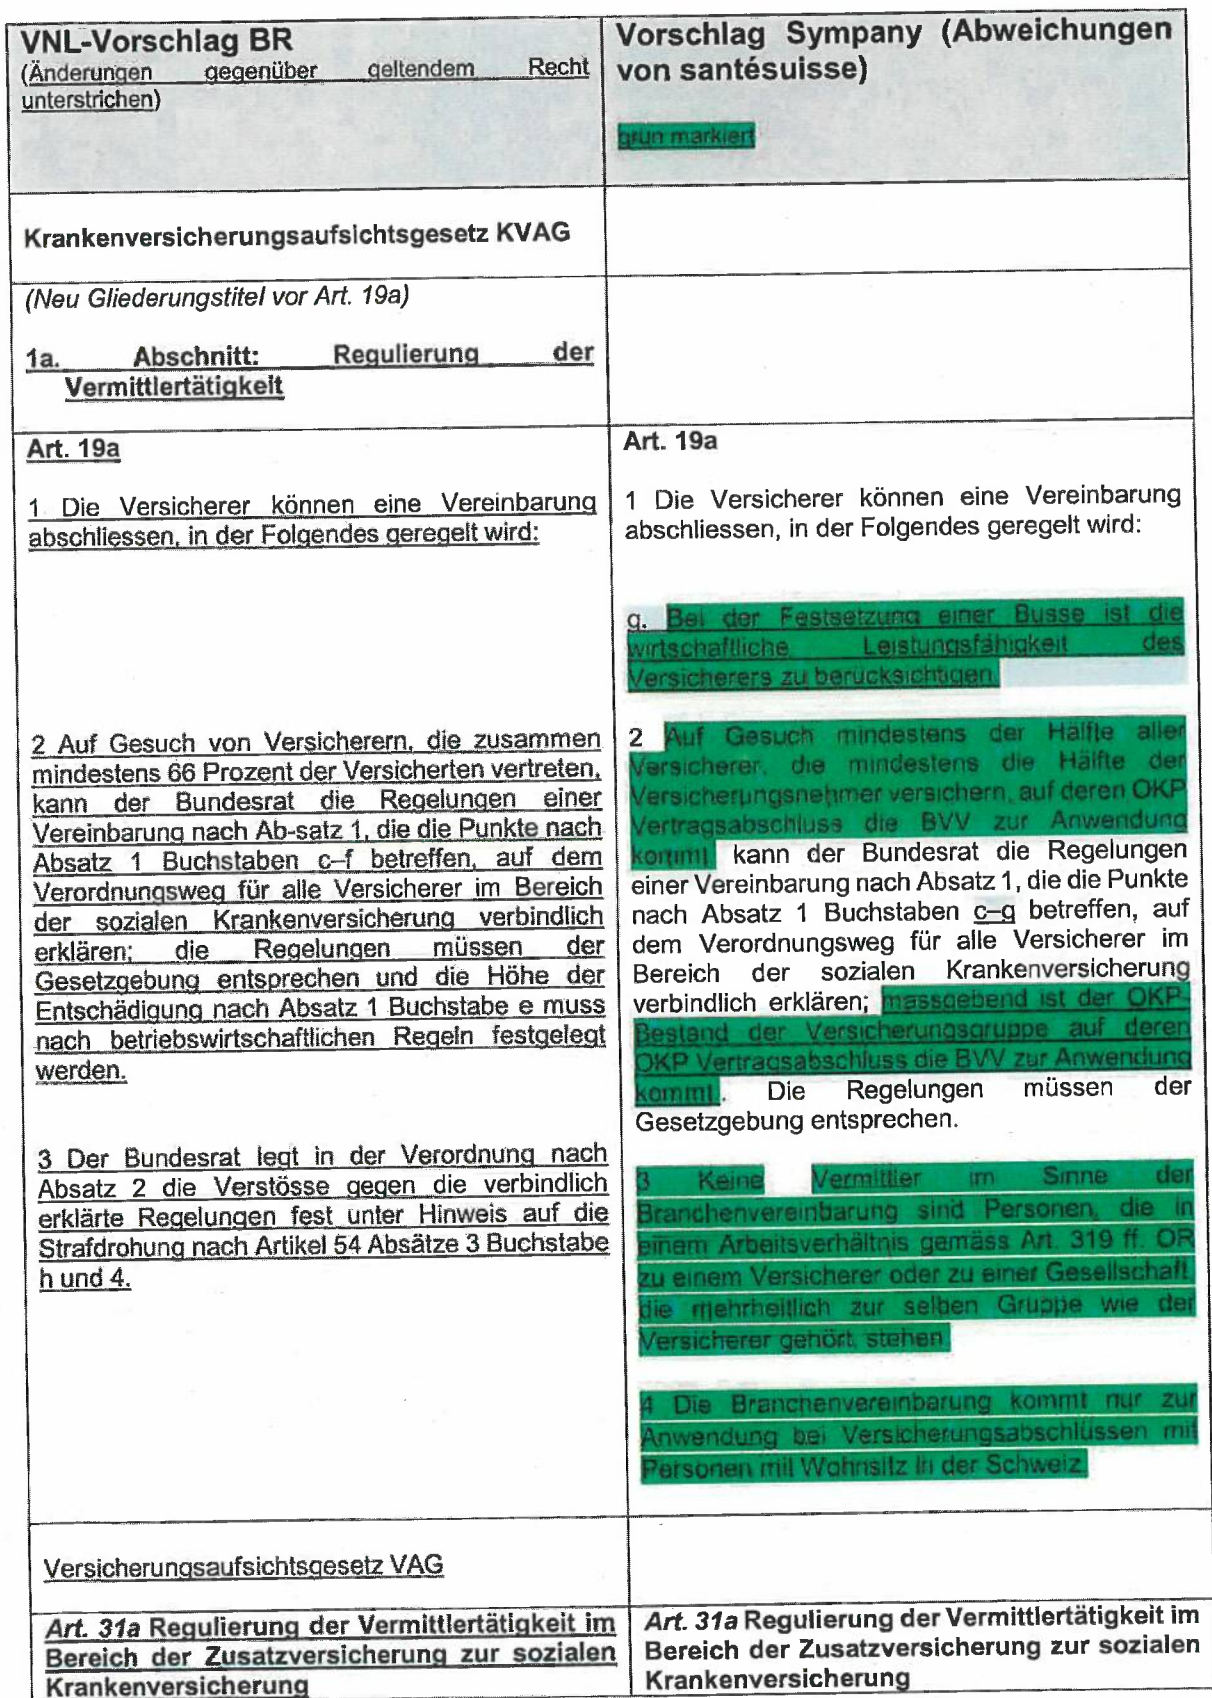 VNL-Vorschlag BR
(Änderungen gegenüber geltendem Recht
unterstrichen)
Vorschlag Sympany (Abweichungen
von santésuisse)
grün markiert
Krankenversicherungsaufsichtsgesetz KVAG
(Neu Gliederungstitel vor Art. 19a)
1a. Abschnitt: Regulierung der
Vermittlertätigkeit
Art. 19a
1 Die Versicherer können eine Vereinbarung
abschliessen, in der Folgendes geregelt wird:
2 Auf Gesuch von Versicherern, die zusammen
mindestens 66 Prozent der Versicherten vertreten,
kann der Bundesrat die Regelungen einer
Vereinbarung nach Ab-satz 1, die die Punkte nach
Absatz 1 Buchstaben c–f betreffen, auf dem
Verordnungsweg für alle Versicherer im Bereich
der sozialen Krankenversicherung verbindlich
erklären; die Regelungen müssen der
Gesetzgebung entsprechen und die Höhe der
Entschädigung nach Absatz 1 Buchstabe e muss
nach betriebswirtschaftlichen Regeln festgelegt
werden.
3 Der Bundesrat legt in der Verordnung nach
Absatz 2 die Verstösse gegen die verbindlich
erklärte Regelungen fest unter Hinweis auf die
Strafdrohung nach Artikel 54 Absätze 3 Buchstabe
h und 4.
Art. 19a
1 Die Versicherer können eine Vereinbarung
abschliessen, in der Folgendes geregelt wird:
g. Bei der Festsetzung einer Busse ist die
wirtschaftliche Leistungsfähigkeit des
Versicherers zu berücksichtigen.
2 Auf Gesuch mindestens der Hälfte aller
Versicherer, die mindestens die Hälfte der
Versicherungsnehmer versichern, auf deren OKP
Vertragsabschluss die BVV zur Anwendung
kommt, kann der Bundesrat die Regelungen
einer Vereinbarung nach Absatz 1, die die Punkte
nach Absatz 1 Buchstaben c–g betreffen, auf
dem Verordnungsweg für alle Versicherer im
Bereich der sozialen Krankenversicherung
verbindlich erklären; massgebend ist der OKP-
Bestand der Versicherungsgruppe auf deren
OKP Vertragsabschluss die BVV zur Anwendung
kommt. Die Regelungen müssen der
Gesetzgebung entsprechen.
3 Keine Vermittler im Sinne der
Branchenvereinbarung sind Personen, die in
einem Arbeitsverhältnis gemäss Art. 319 ff. OR
zu einem Versicherer oder zu einer Gesellschaft,
die mehrheitlich zur selben Gruppe wie der
Versicherer gehört, stehen.
4 Die Branchenvereinbarung kommt nur zur
Anwendung bei Versicherungsabschlüssen mit
Personen mit Wohnsitz in der Schweiz.
Versicherungsaufsichtsgesetz VAG
Art. 31a Regulierung der Vermittlertätigkeit im
Bereich der Zusatzversicherung zur sozialen
Krankenversicherung
Art. 31a Regulierung der Vermittlertätigkeit im
Bereich der Zusatzversicherung zur sozialen
Krankenversicherung